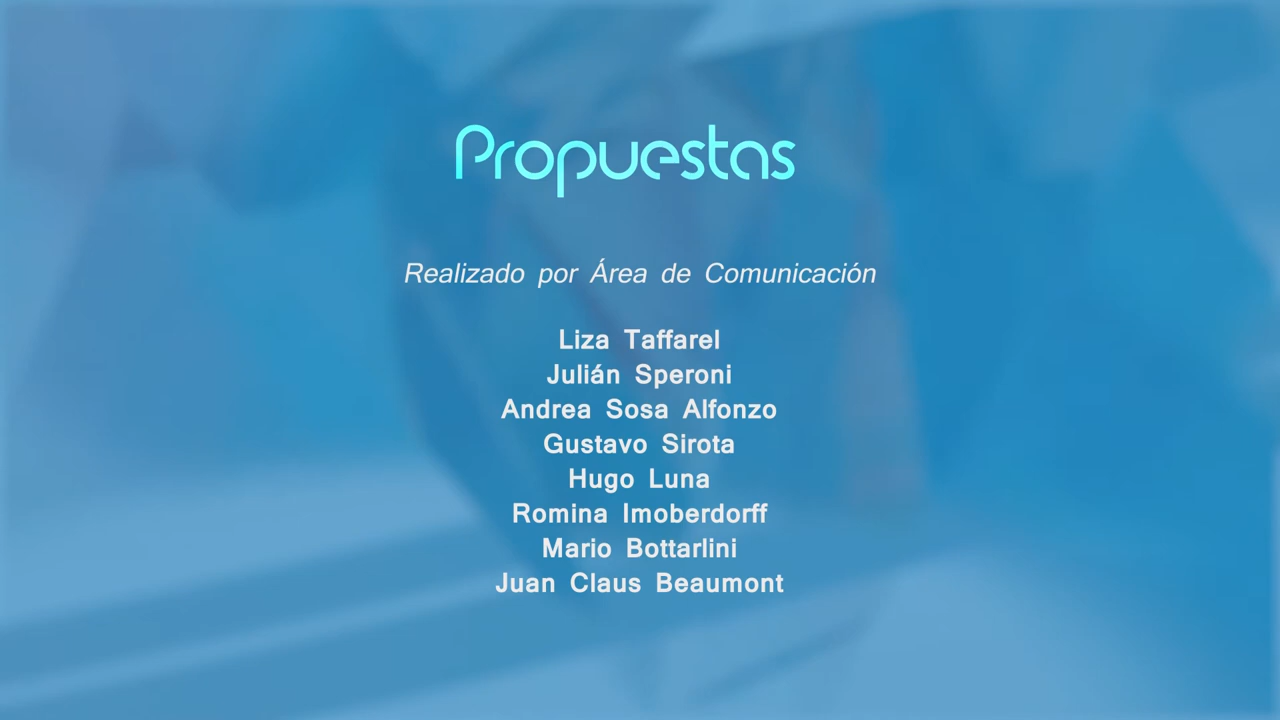 Propuestas
Realizado por Área de Comunicación
Liza Taffarel
Julián Speroni
Andrea Sosa Alfonzo
Gustavo Sirota
Hugo Luna
Romina Imoberdorff
Mario Bottarlini
Juan Claus Beaumont